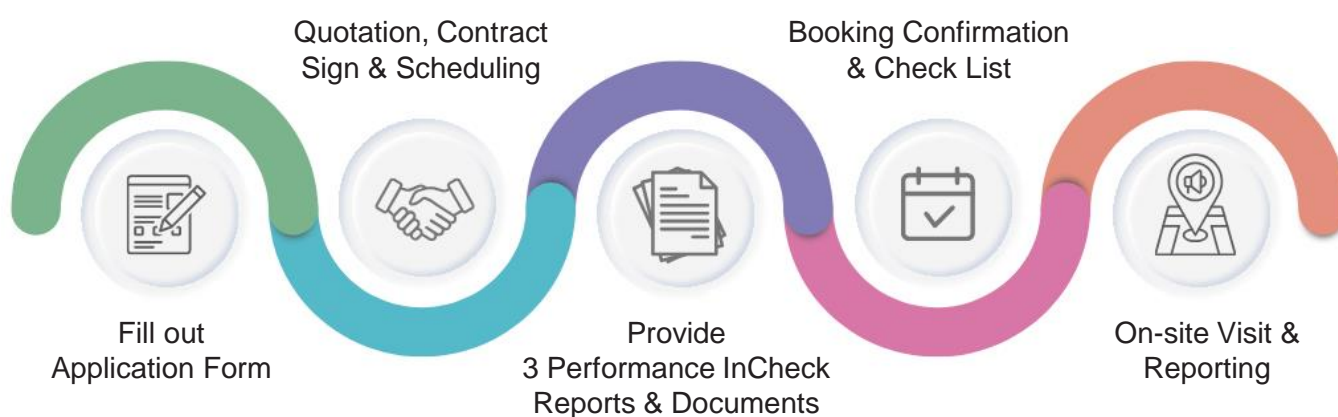 Quotation, Contract
Sign & Scheduling
Booking Confirmation
& Check List
Fill out
Application Form
Provide
3 Performance InCheck
Reports & Documents
On-site Visit &
Reporting